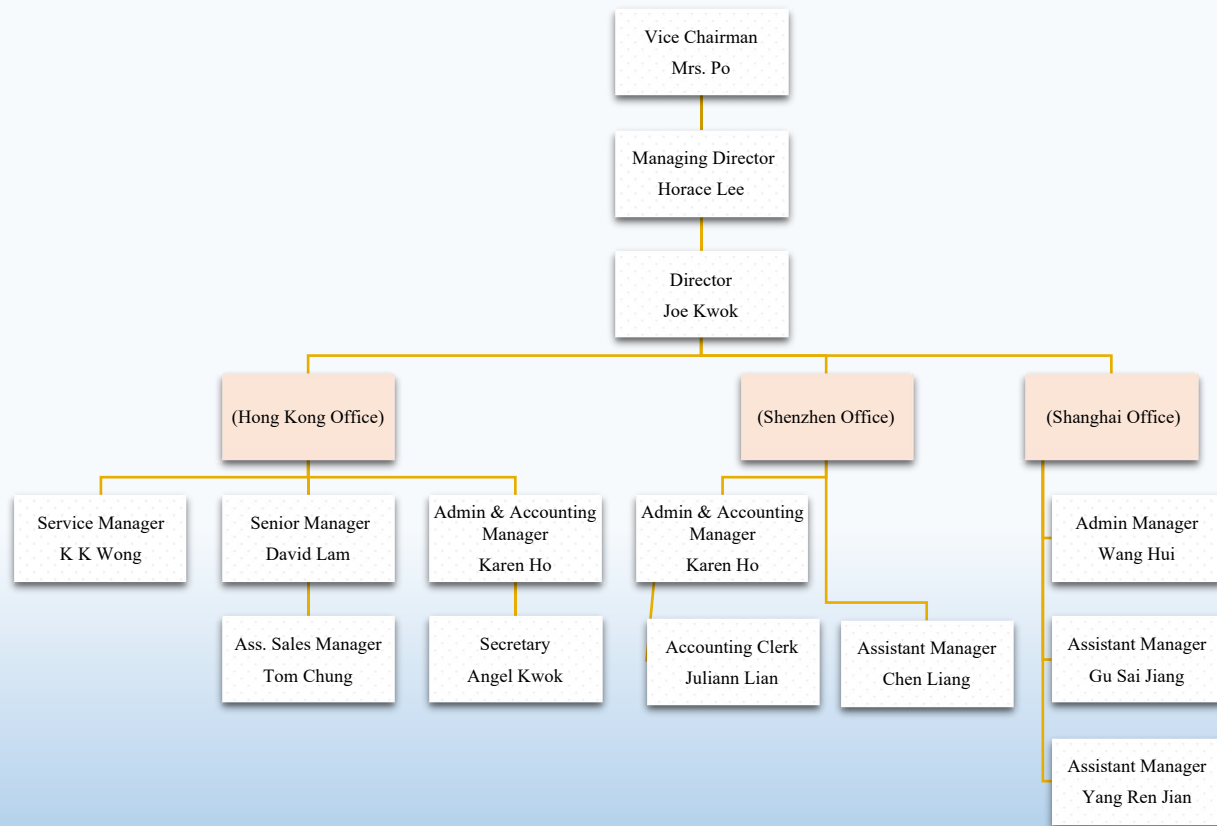 Vice Chairman
Mrs. Po
Managing Director
Horace Lee
Director
Joe Kwok
(Hong Kong Office)
(Shenzhen Office)
(Shanghai Office)
Service Manager
K K Wong
Senior Manager
David Lam
Admin & Accounting
Manager
Karen Ho
Admin & Accounting
Manager
Karen Ho
Admin Manager
Wang Hui
Ass. Sales Manager
Tom Chung
Secretary
Angel Kwok
Accounting Clerk
Juliann Lian
Assistant Manager
Chen Liang
Assistant Manager
Gu Sai Jiang
Assistant Manager
Yang Ren Jian